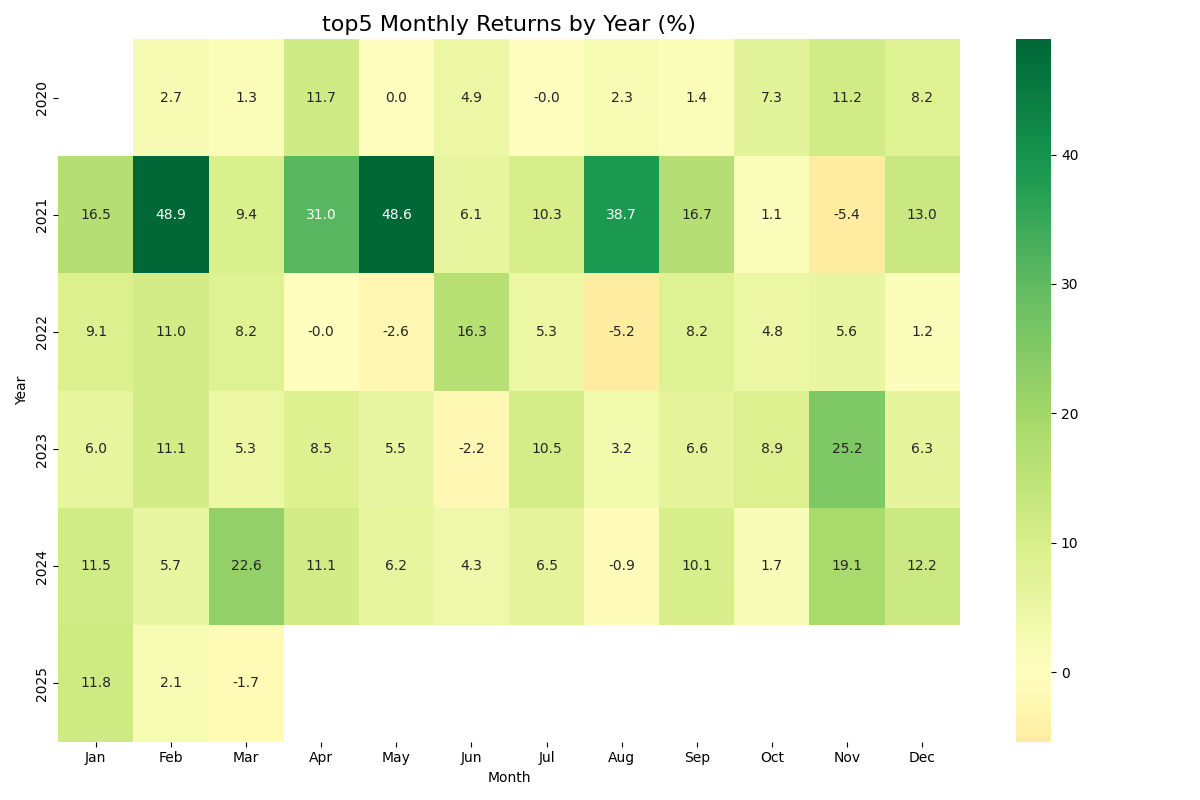 top5 Monthly Returns by Year (%)
2020 2.7 1.3 11.7 0.0 4.9 -0.0 2.3 1.4 7.3 11.2 8.2
2021 16.5 48.9 9.4 31.0 48.6 6.1 10.3 38.7 16.7 1.1 -5.4 13.0
2022 9.1 11.0 8.2 -0.0 -2.6 16.3 5.3 -5.2 8.2 4.8 5.6 1.2
Year
2023 6.0 11.1 5.3 8.5 5.5 -2.2 10.5 3.2 6.6 8.9 25.2 6.3
2024 11.5 5.7 22.6 11.1 6.2 4.3 6.5 -0.9 10.1 1.7 19.1 12.2
2025 11.8 2.1 -1.7
Jan Feb Mar Apr May Jun Jul Aug Sep Oct Nov Dec
Month
40
30
20
10
0